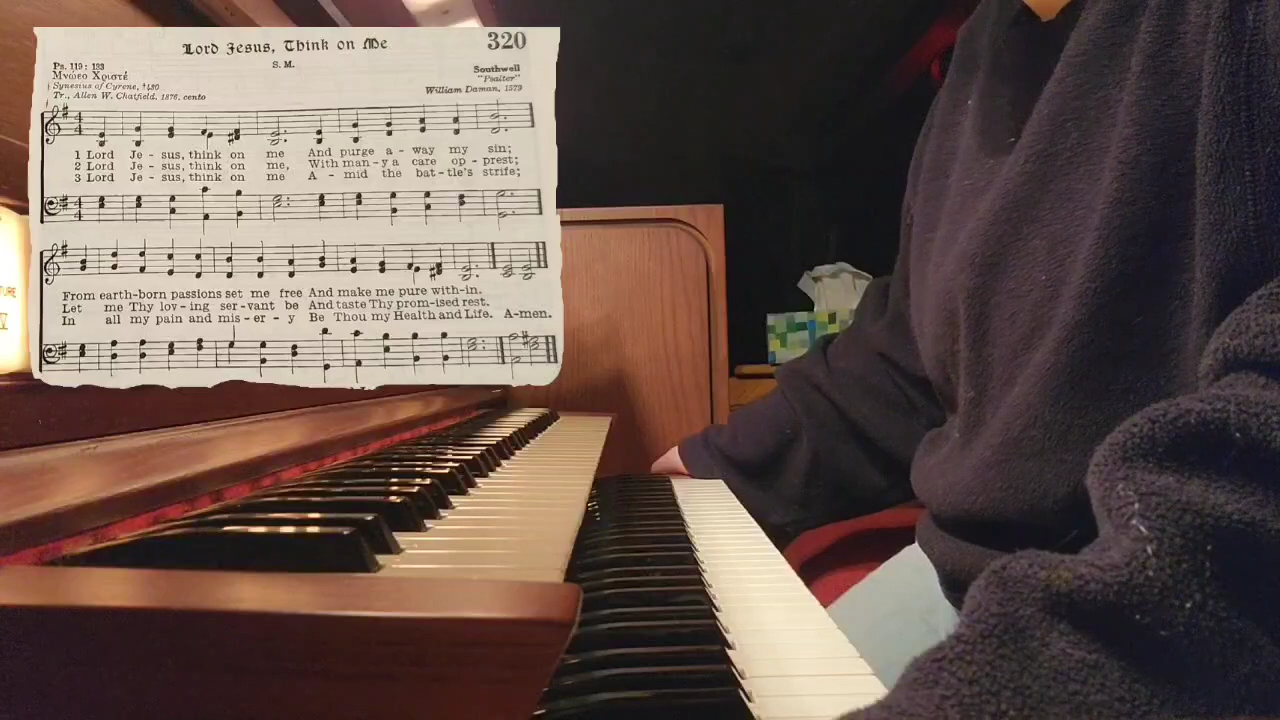 Lord Jesus, Think on Me
320
Ps. 119: 133
S. M.
Μνώεο Χριστέ
Synesius of Cyrene, †430
Tr., Allen W. Chatfield, 1876, cento
Southwell
"Psalter"
William Daman, 1579
1 Lord Je - sus, think on me And purge a - way my sin;
2 Lord Je - sus, think on me, With man - y a care op - prest;
3 Lord Je - sus, think on me A - mid the bat - tle's strife;
From earth-born passions set me free And make me pure with-in.
Let me Thy lov - ing ser - vant be And taste Thy prom-ised rest.
In all my pain and mis - er - y Be Thou my Health and Life. A-men.